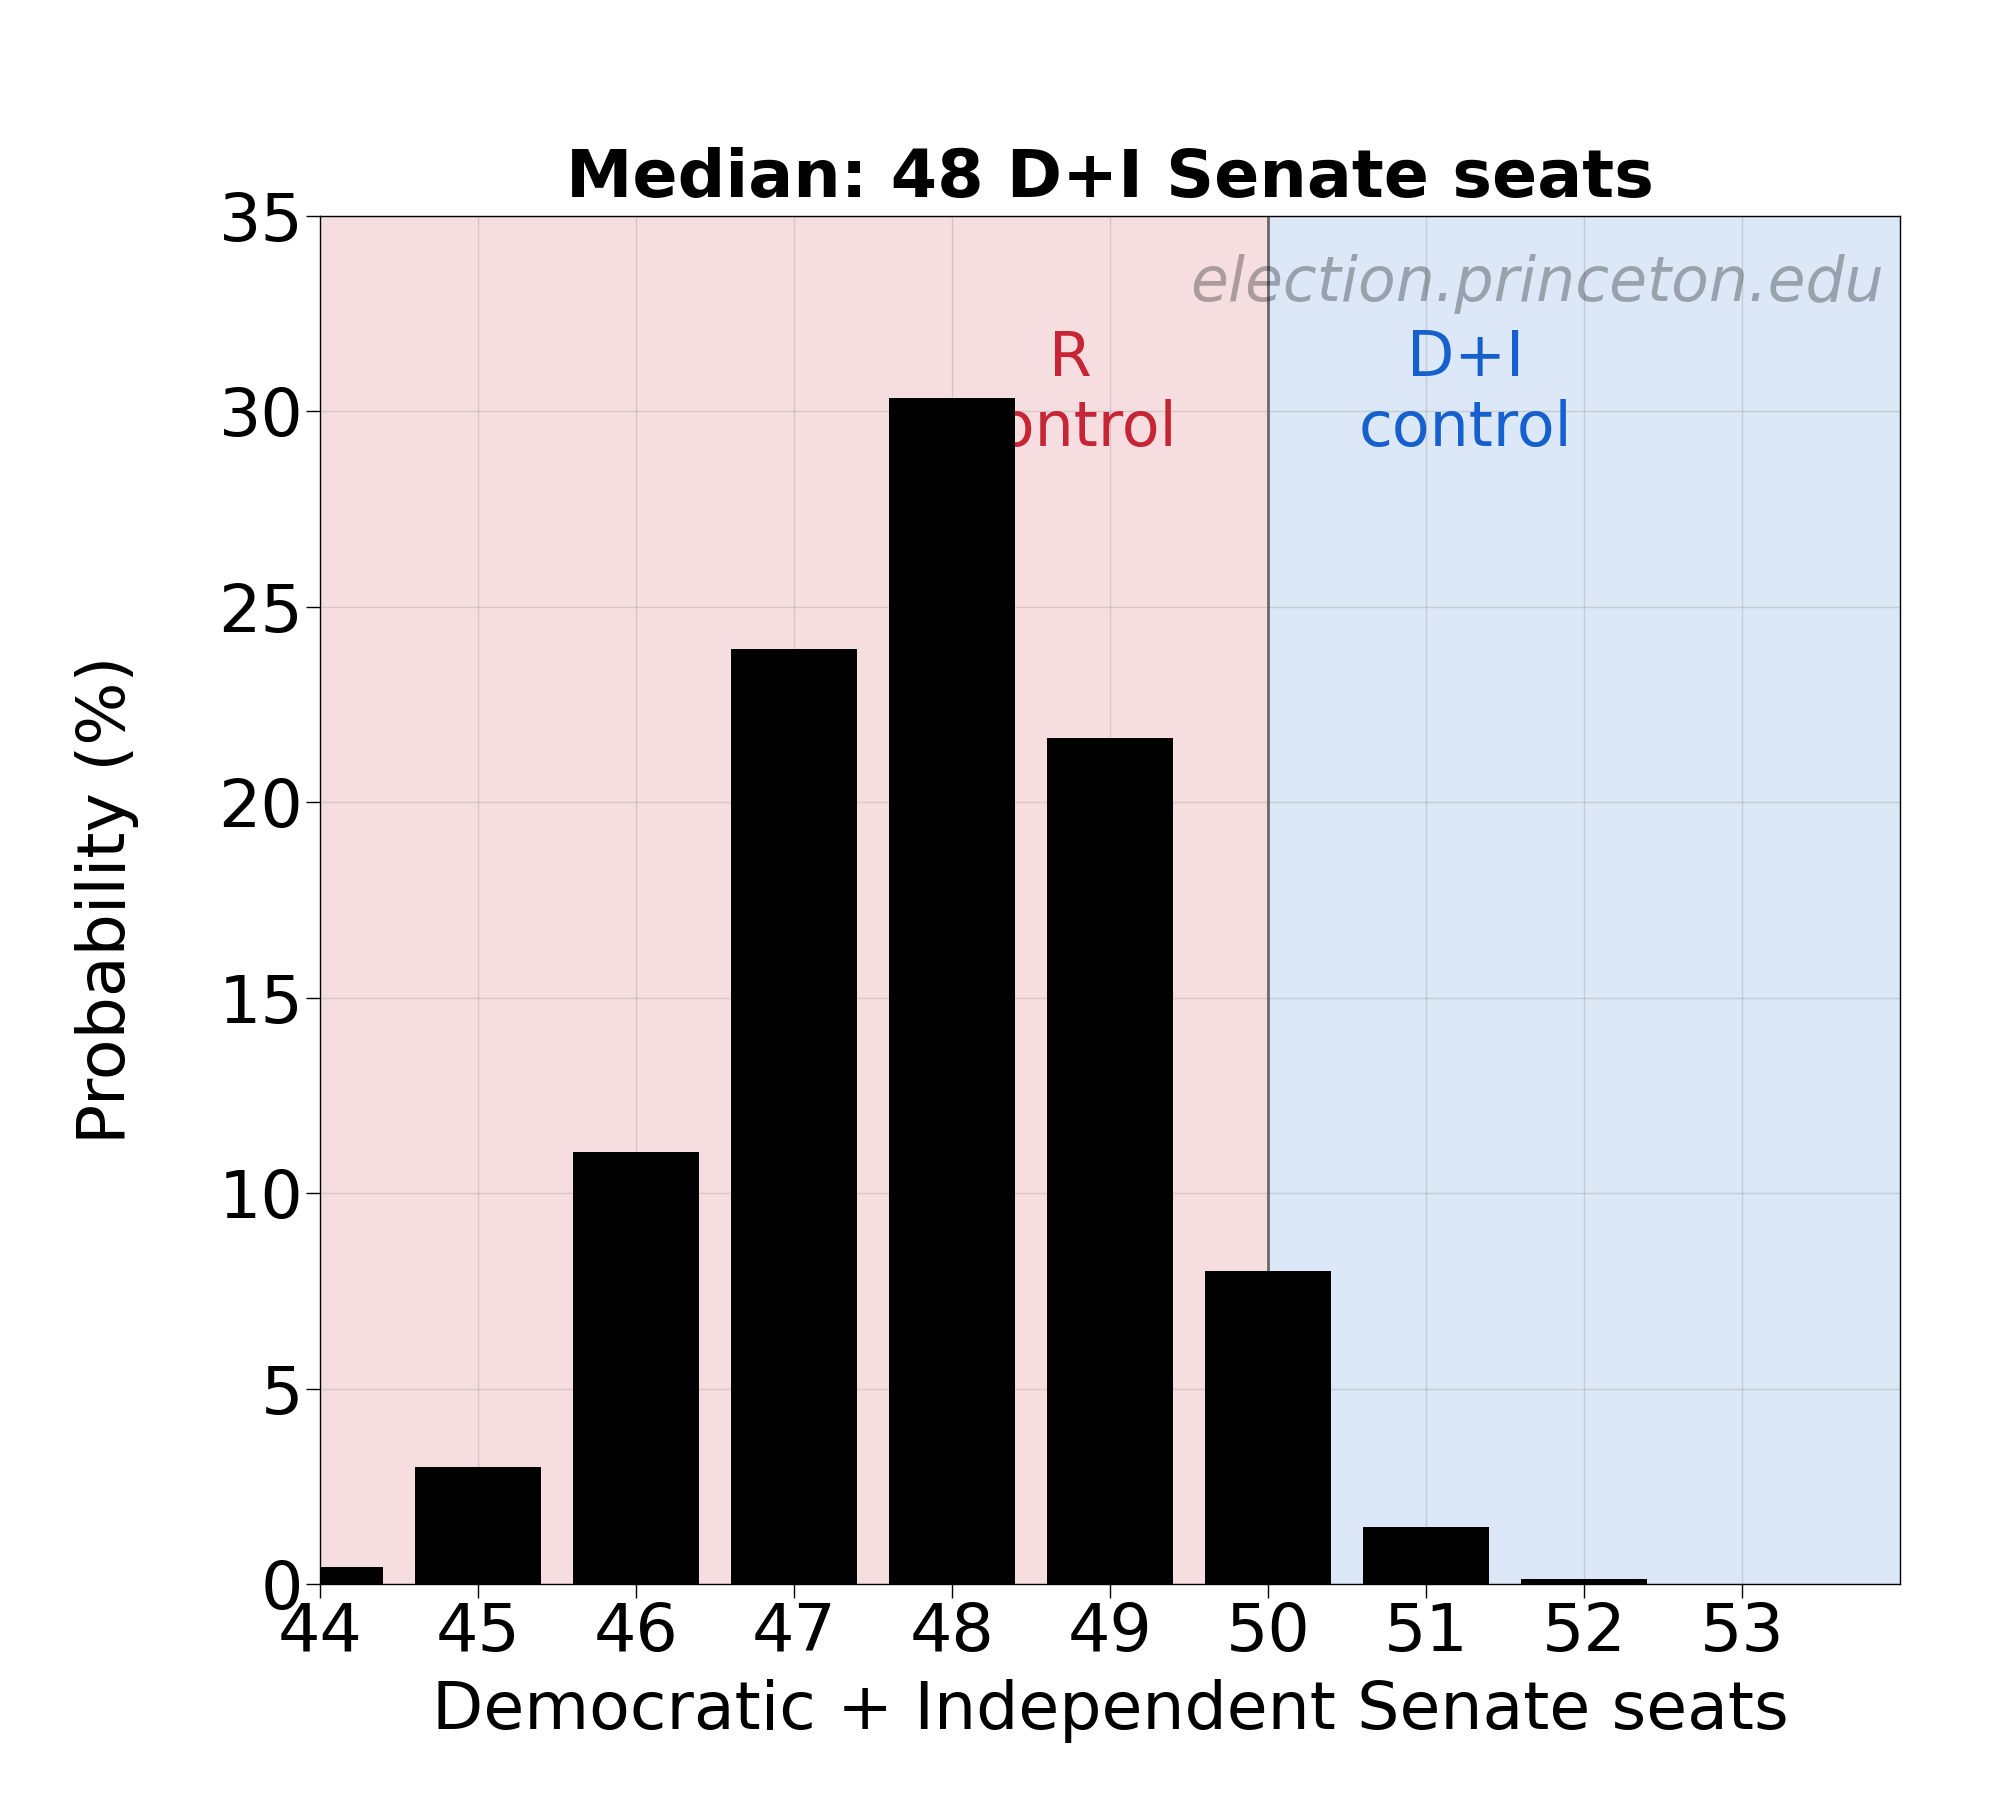 Median: 48 D+I Senate seats
election.princeton.edu
R
ontrol
D+I
control
Probability (%)
35
30
25
20
15
10
5
0
44 45 46 47 48 49 50 51 52 53
Democratic + Independent Senate seats